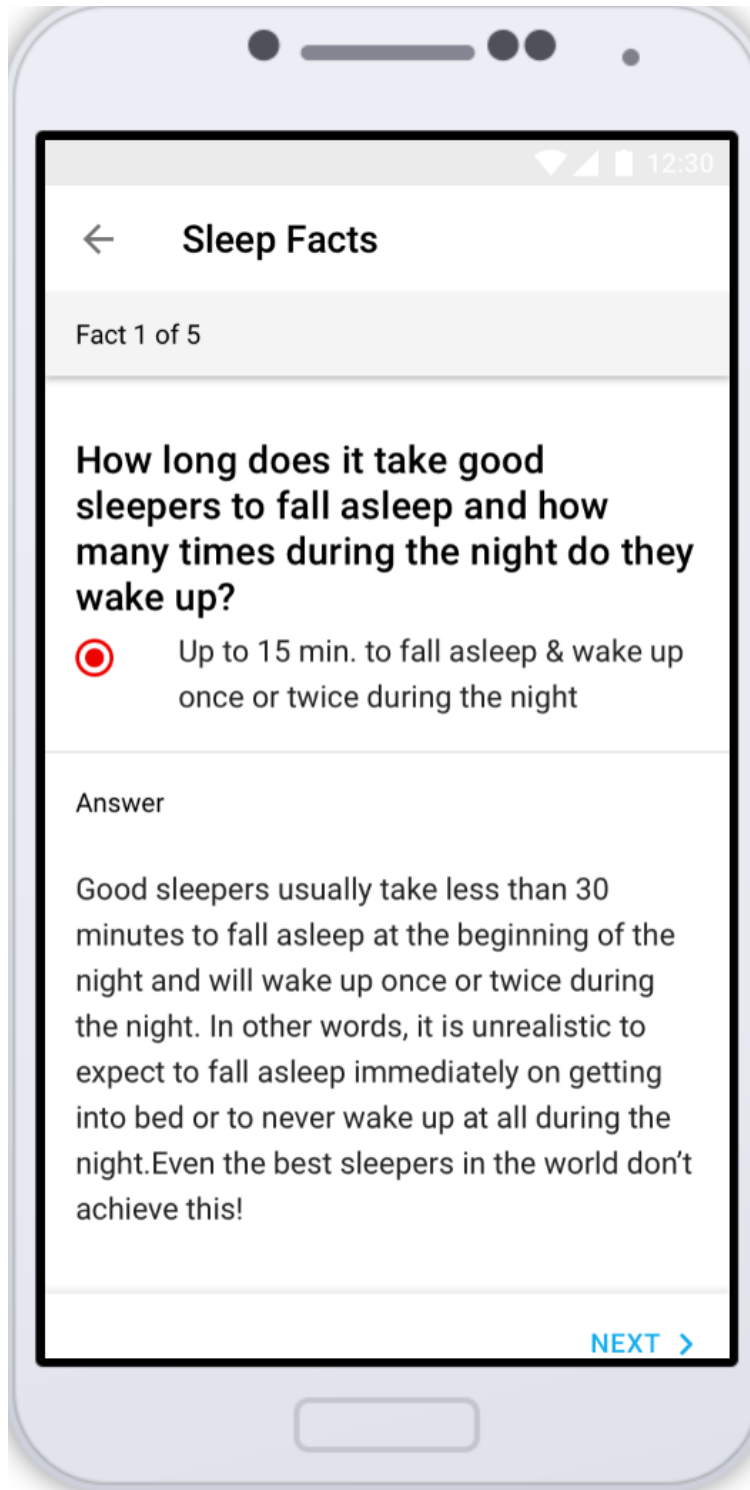 12:30
Sleep Facts
Fact 1 of 5
How long does it take good
sleepers to fall asleep and how
many times during the night do they
wake up?
Up to 15 min. to fall asleep & wake up
once or twice during the night
Answer
Good sleepers usually take less than 30
minutes to fall asleep at the beginning of the
night and will wake up once or twice during
the night. In other words, it is unrealistic to
expect to fall asleep immediately on getting
into bed or to never wake up at all during the
night.Even the best sleepers in the world don’t
achieve this!
NEXT